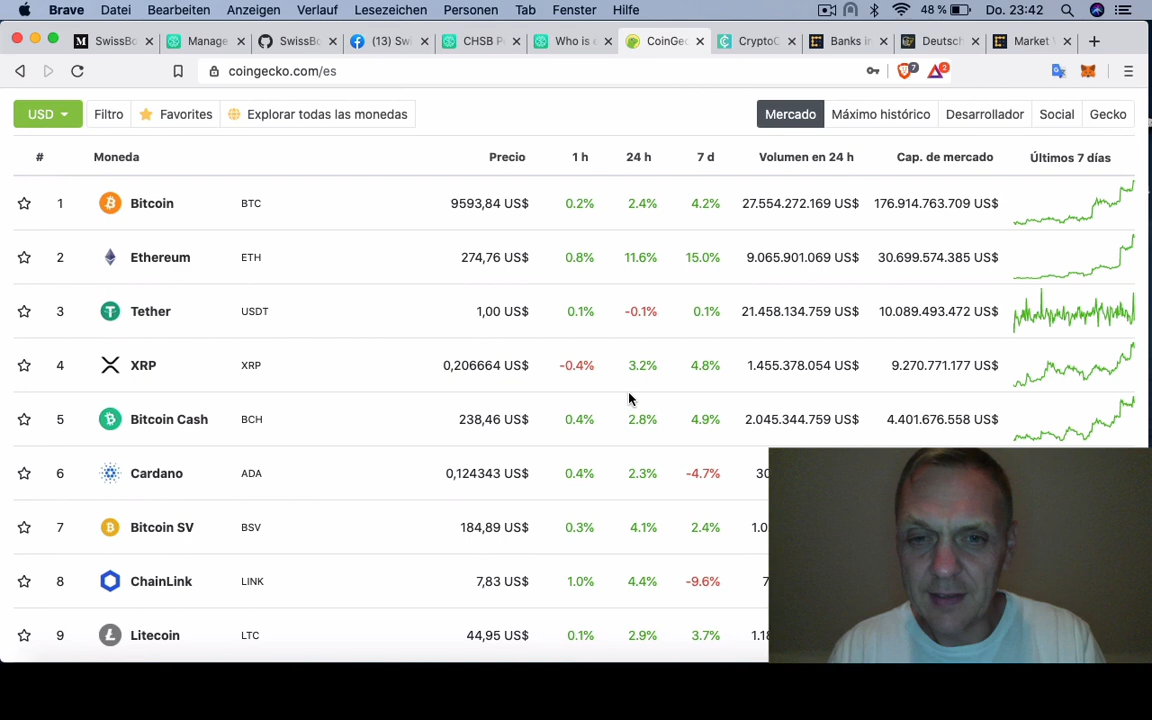 Brave Datei Bearbeiten Anzeigen Verlauf Lesezeichen Personen Tab Fenster Hilfe 48 % Do. 23:42
SwissBo Manage SwissBo (13) Swi CHSB P Who is CoinGec CryptoC Banks in Deutsch Market
coingecko.com/es 7 2
USD Filtro Favorites Explorar todas las monedas Mercado Máximo histórico Desarrollador Social Gecko
# Moneda Precio 1 h 24 h 7 d Volumen en 24 h Cap. de mercado Últimos 7 días
1 Bitcoin BTC 9593,84 US$ 0.2% 2.4% 4.2% 27.554.272.169 US$ 176.914.763.709 US$
2 Ethereum ETH 274,76 US$ 0.8% 11.6% 15.0% 9.065.901.069 US$ 30.699.574.385 US$
3 Tether USDT 1,00 US$ 0.1% -0.1% 0.1% 21.458.134.759 US$ 10.089.493.472 US$
4 XRP XRP 0,206664 US$ -0.4% 3.2% 4.8% 1.455.378.054 US$ 9.270.771.177 US$
5 Bitcoin Cash BCH 238,46 US$ 0.4% 2.8% 4.9% 2.045.344.759 US$ 4.401.676.558 US$
6 Cardano ADA 0,124343 US$ 0.4% 2.3% -4.7% 30
7 Bitcoin SV BSV 184,89 US$ 0.3% 4.1% 2.4% 1.0
8 ChainLink LINK 7,83 US$ 1.0% 4.4% -9.6% 7
9 Litecoin LTC 44,95 US$ 0.1% 2.9% 3.7% 1.18